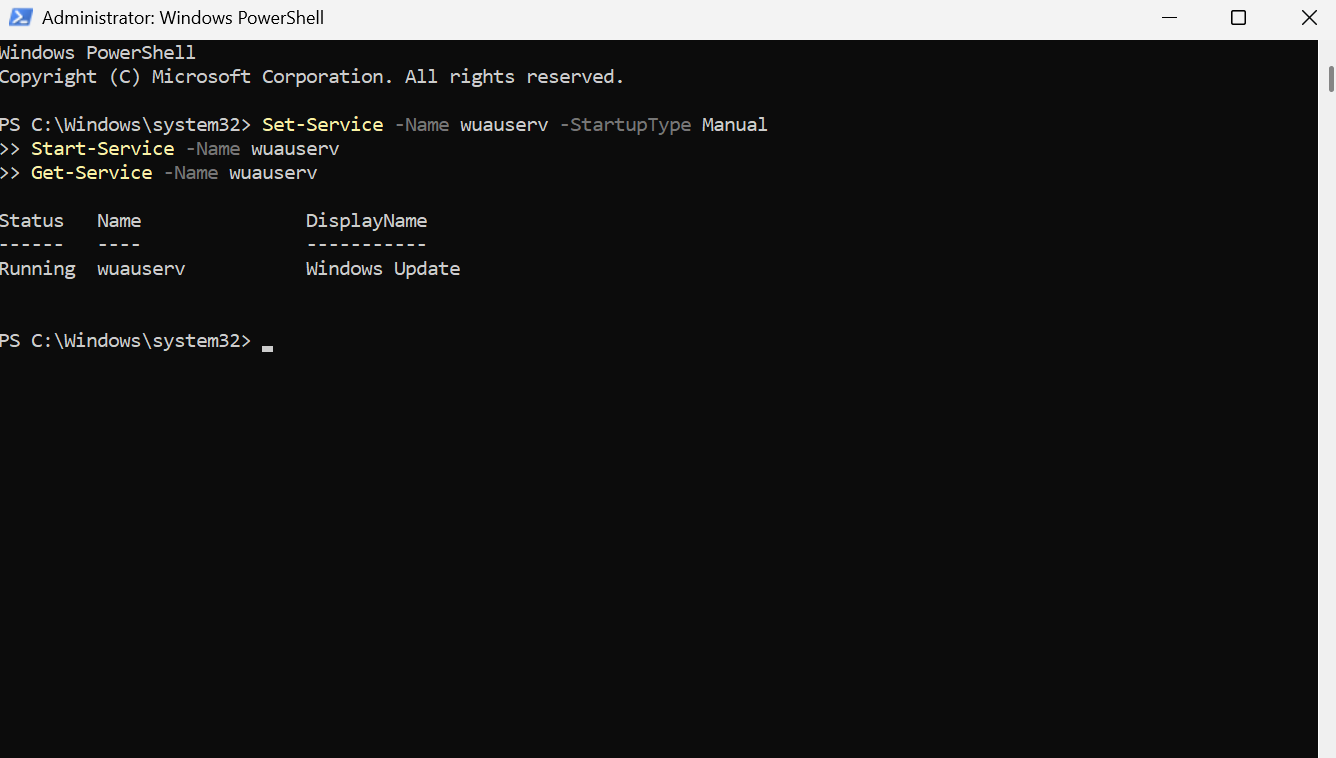 Administrator: Windows PowerShell
Windows PowerShell
Copyright (C) Microsoft Corporation. All rights reserved.
PS C:\Windows\system32> Set-Service -Name wuauserv -StartupType Manual
>> Start-Service -Name wuauserv
>> Get-Service -Name wuauserv
Status   Name               DisplayName
------   ----               -----------
Running  wuauserv           Windows Update
PS C:\Windows\system32>